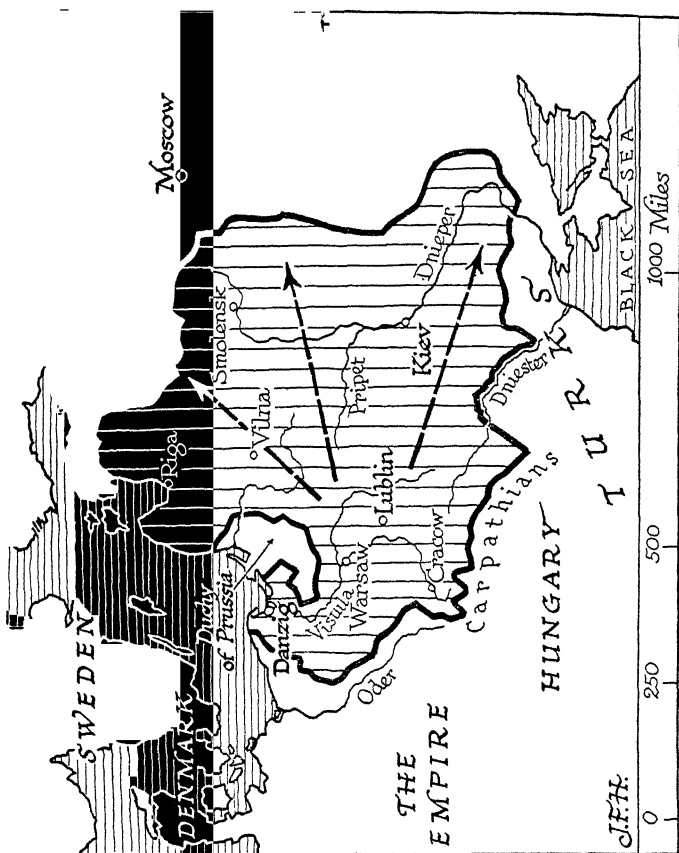 Moscow
SWEDEN
DENMARK
Riga
Smolensk
Vilna
Duchy
of Prussia
Danzig
Vistula
Warsaw
Lublin
Pripet
Dnieper
Kiev
Cracow
Oder
Dniester
Carpathians
THE
EMPIRE
HUNGARY
TURKS
BLACK SEA
J.F.H.
0 250 500 1000 Miles